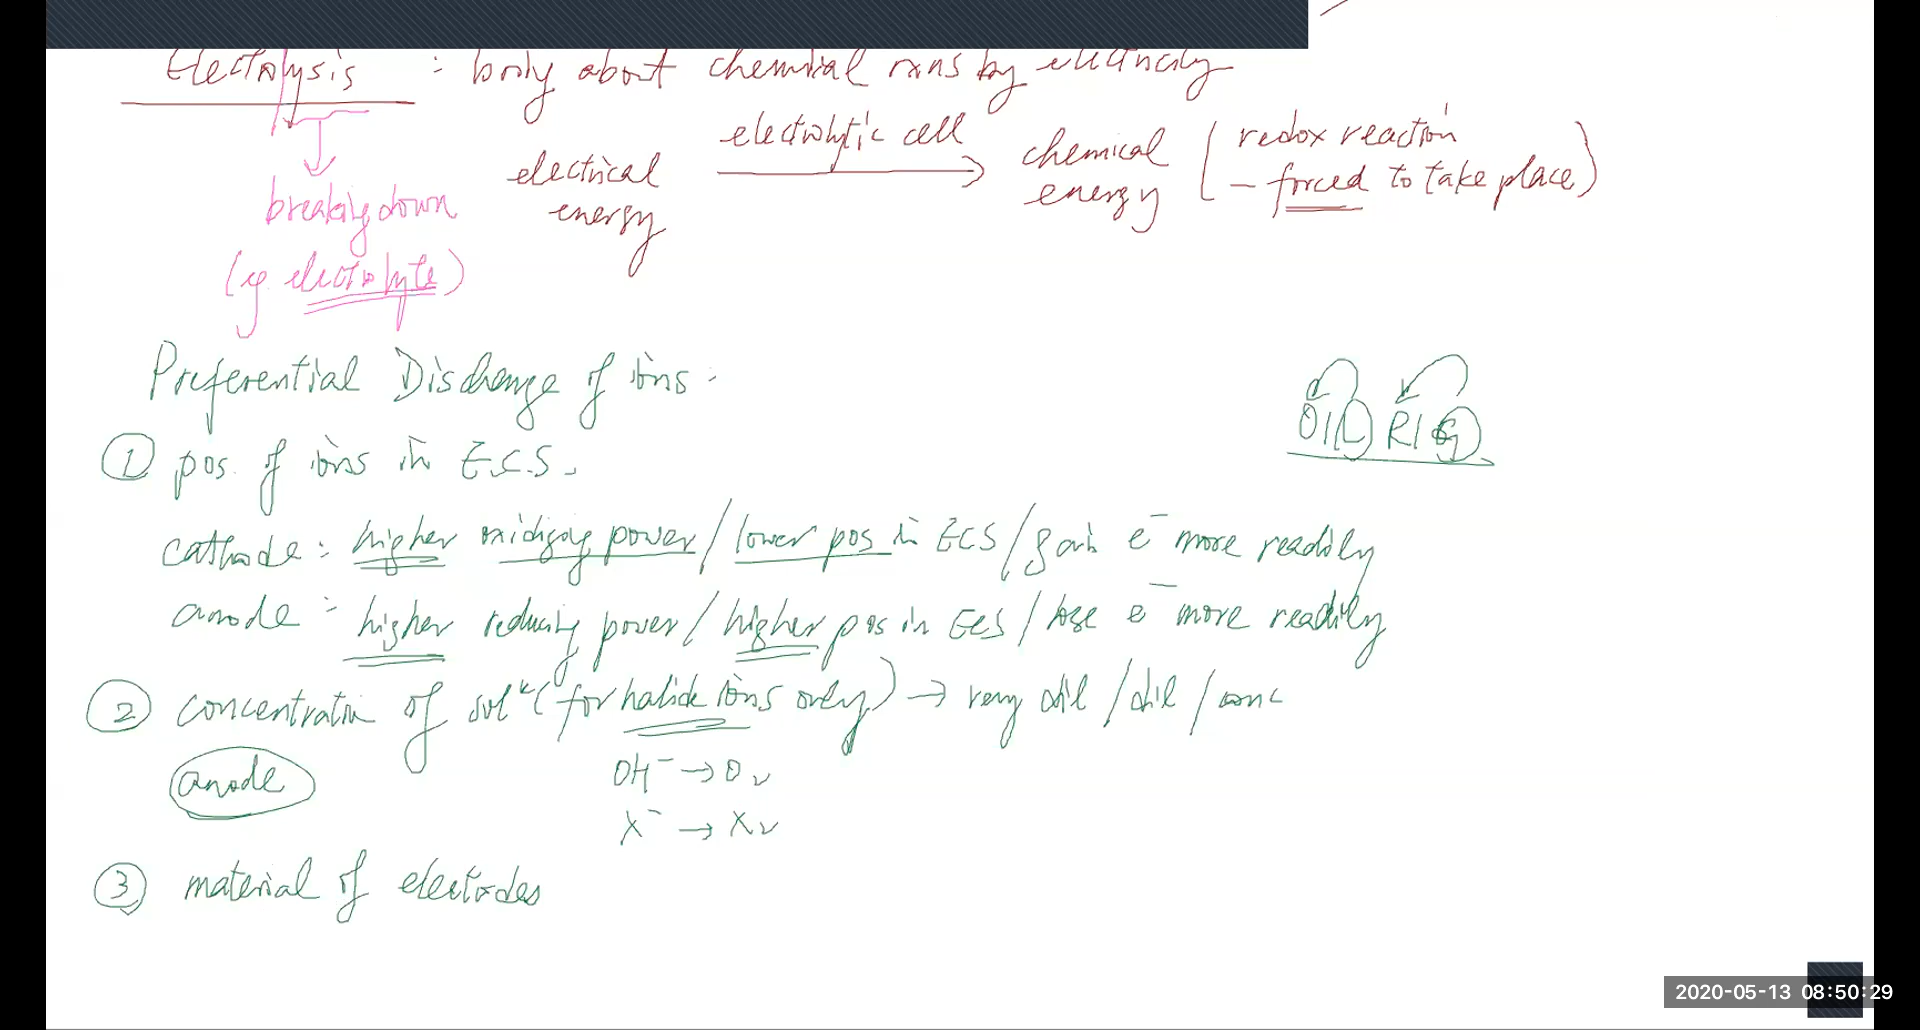 Electrolysis : bring about chemical rxns by electricity
electrical energy
electrolytic cell
chemical energy
(redox reaction
– forced to take place)
breaking down
(eg. electrolyte)
Preferential Discharge of ions :
OIL RIG
① pos. of ions in E.C.S.
cathode : higher oxidising power / lower pos in ECS / gain e⁻ more readily
anode : higher reducing power / higher pos in ECS / lose e⁻ more readily
② concentration of solⁿ (for halide ions only) → very dil / dil / conc
anode
OH⁻ → O₂
X⁻ → X₂
③ material of electrodes
2020-05-13 08:50:29